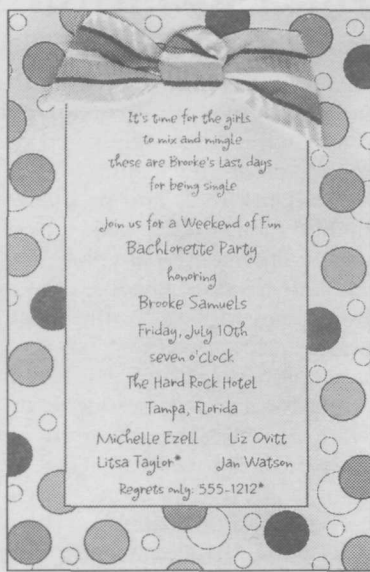 It's time for the girls
to mix and mingle
these are Brooke's last days
for being single
Join us for a Weekend of Fun
Bachlorette Party
honoring
Brooke Samuels
Friday, July 10th
seven o'clock
The Hard Rock Hotel
Tampa, Florida
Michelle Ezell Liz Ovitt
Litsa Taylor* Jan Watson
Regrets only: 555-1212*